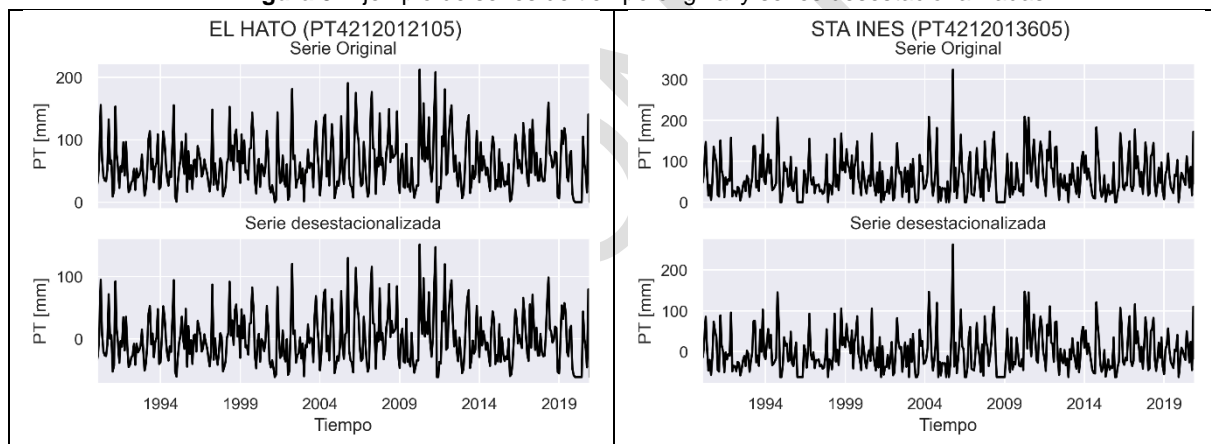 EL HATO (PT4212012105)
Serie Original
PT [mm]
200
100
0
Serie desestacionalizada
PT [mm]
100
0
1994 1999 2004 2009 2014 2019
Tiempo
STA INES (PT4212013605)
Serie Original
PT [mm]
300
200
100
0
Serie desestacionalizada
PT [mm]
200
100
0
1994 1999 2004 2009 2014 2019
Tiempo